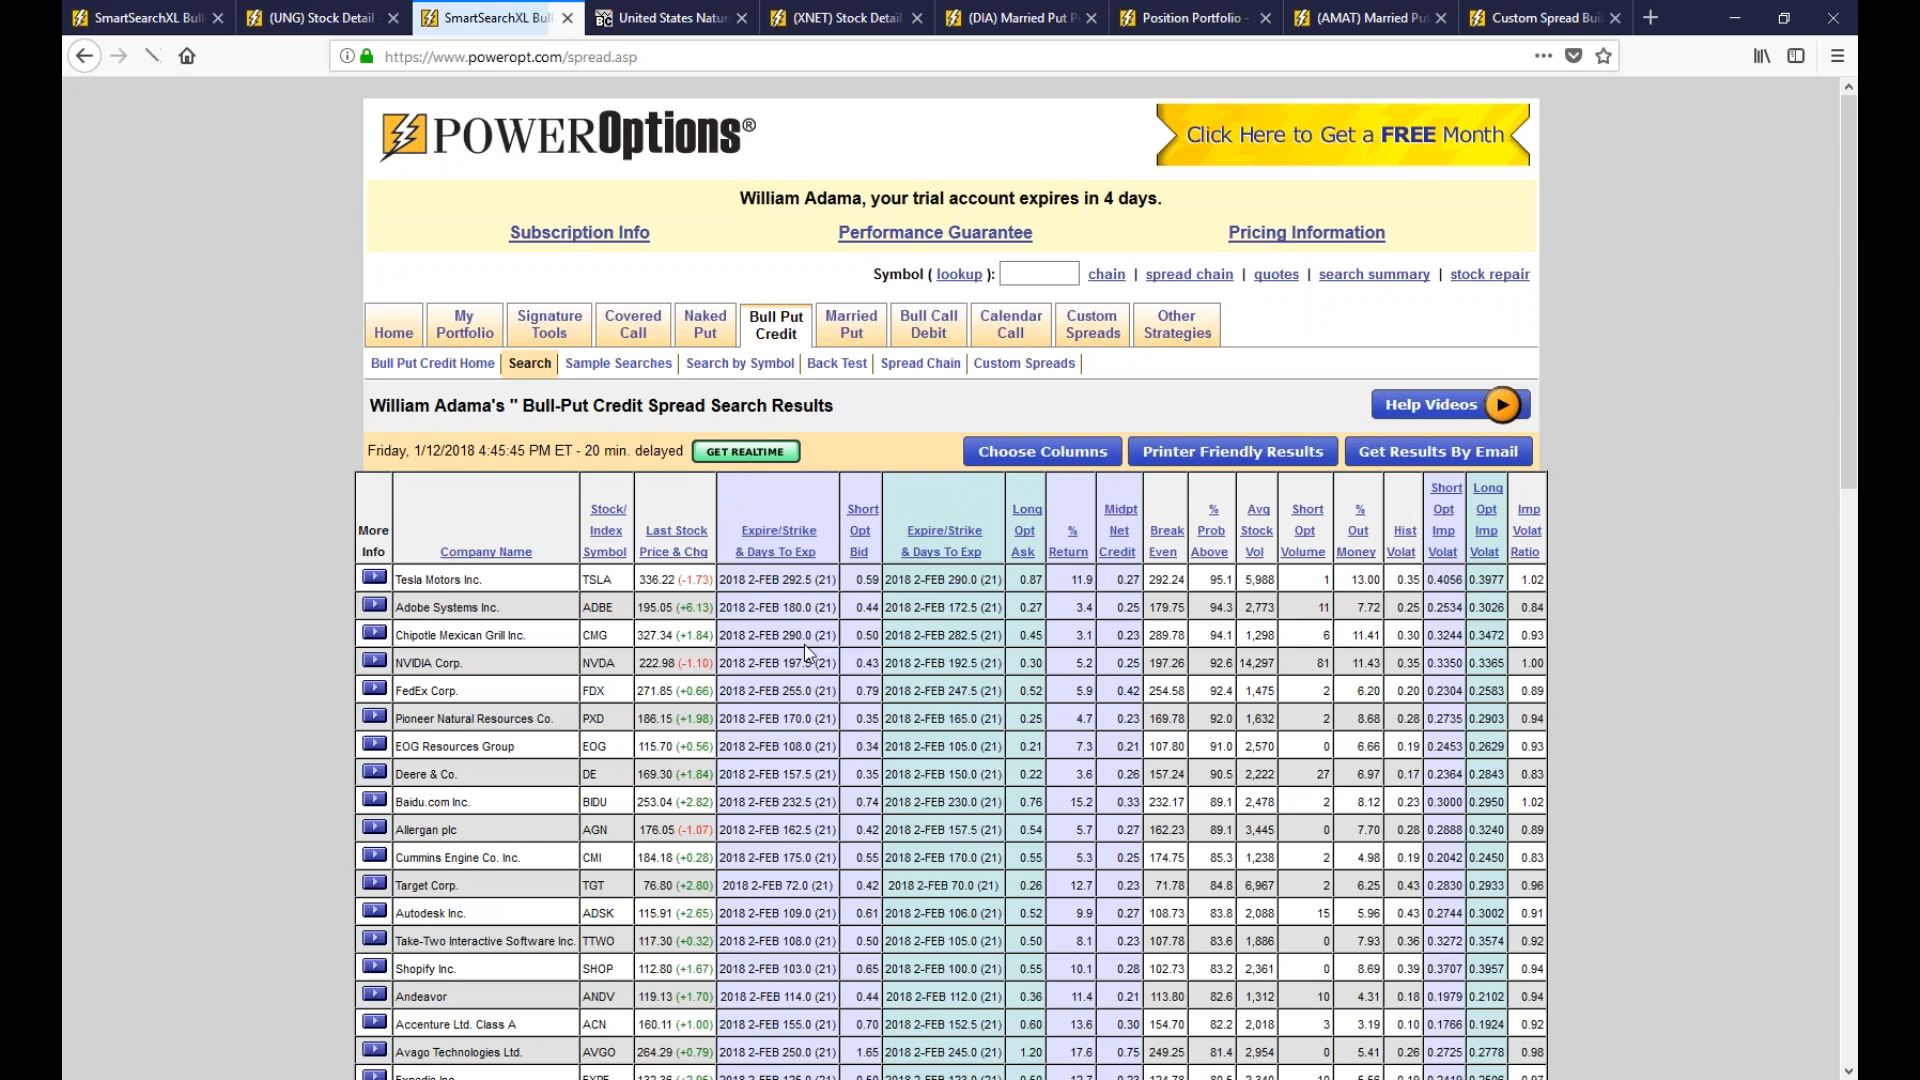 SmartSearchXL Bull
(UNG) Stock Detail
SmartSearchXL Bull
United States Natur
(XNET) Stock Detail
(DIA) Married Put P
Position Portfolio -
(AMAT) Married Pu
Custom Spread Buil
https://www.poweropt.com/spread.asp
POWEROptions®
Click Here to Get a FREE Month
William Adama, your trial account expires in 4 days.
Subscription Info Performance Guarantee Pricing Information
Symbol ( lookup ): chain | spread chain | quotes | search summary | stock repair
Home
My Portfolio
Signature Tools
Covered Call
Naked Put
Bull Put Credit
Married Put
Bull Call Debit
Calendar Call
Custom Spreads
Other Strategies
Bull Put Credit Home | Search | Sample Searches | Search by Symbol | Back Test | Spread Chain | Custom Spreads |
William Adama's '' Bull-Put Credit Spread Search Results
Help Videos
Friday, 1/12/2018 4:45:45 PM ET - 20 min. delayed GET REALTIME Choose Columns Printer Friendly Results Get Results By Email
More Info Company Name Stock/ Index Symbol Last Stock Price & Chg Expire/Strike & Days To Exp Short Opt Bid Expire/Strike & Days To Exp Long Opt Ask % Return Midpt Net Credit Break Even % Prob Above Avg Stock Vol Short Opt Volume % Out Money Hist Volat Short Opt Imp Volat Long Opt Imp Volat Imp Volat Ratio
Tesla Motors Inc. TSLA 336.22 (-1.73) 2018 2-FEB 292.5 (21) 0.59 2018 2-FEB 290.0 (21) 0.87 11.9 0.27 292.24 95.1 5,988 1 13.00 0.35 0.4056 0.3977 1.02
Adobe Systems Inc. ADBE 195.05 (+6.13) 2018 2-FEB 180.0 (21) 0.44 2018 2-FEB 172.5 (21) 0.27 3.4 0.25 179.75 94.3 2,773 11 7.72 0.25 0.2534 0.3026 0.84
Chipotle Mexican Grill Inc. CMG 327.34 (+1.84) 2018 2-FEB 290.0 (21) 0.50 2018 2-FEB 282.5 (21) 0.45 3.1 0.23 289.78 94.1 1,298 6 11.41 0.30 0.3244 0.3472 0.93
NVIDIA Corp. NVDA 222.98 (-1.10) 2018 2-FEB 197.5 (21) 0.43 2018 2-FEB 192.5 (21) 0.30 5.2 0.25 197.26 92.6 14,297 81 11.43 0.35 0.3350 0.3365 1.00
FedEx Corp. FDX 271.85 (+0.66) 2018 2-FEB 255.0 (21) 0.79 2018 2-FEB 247.5 (21) 0.52 5.9 0.42 254.58 92.4 1,475 2 6.20 0.20 0.2304 0.2583 0.89
Pioneer Natural Resources Co. PXD 186.15 (+1.98) 2018 2-FEB 170.0 (21) 0.35 2018 2-FEB 165.0 (21) 0.25 4.7 0.23 169.78 92.0 1,632 2 8.68 0.28 0.2735 0.2903 0.94
EOG Resources Group EOG 115.70 (+0.56) 2018 2-FEB 108.0 (21) 0.34 2018 2-FEB 105.0 (21) 0.21 7.3 0.21 107.80 91.0 2,570 0 6.66 0.19 0.2453 0.2629 0.93
Deere & Co. DE 169.30 (+1.84) 2018 2-FEB 157.5 (21) 0.35 2018 2-FEB 150.0 (21) 0.22 3.6 0.26 157.24 90.5 2,222 27 6.97 0.17 0.2364 0.2843 0.83
Baidu.com Inc. BIDU 253.04 (+2.82) 2018 2-FEB 232.5 (21) 0.74 2018 2-FEB 230.0 (21) 0.76 15.2 0.33 232.17 89.1 2,478 2 8.12 0.23 0.3000 0.2950 1.02
Allergan plc AGN 176.05 (-1.07) 2018 2-FEB 162.5 (21) 0.42 2018 2-FEB 157.5 (21) 0.54 5.7 0.27 162.23 89.1 3,445 0 7.70 0.28 0.2888 0.3240 0.89
Cummins Engine Co. Inc. CMI 184.18 (+0.28) 2018 2-FEB 175.0 (21) 0.55 2018 2-FEB 170.0 (21) 0.55 5.3 0.25 174.75 85.3 1,238 2 4.98 0.19 0.2042 0.2450 0.83
Target Corp. TGT 76.80 (+2.80) 2018 2-FEB 72.0 (21) 0.42 2018 2-FEB 70.0 (21) 0.26 12.7 0.23 71.78 84.8 6,967 2 6.25 0.43 0.2830 0.2933 0.96
Autodesk Inc. ADSK 115.91 (+2.65) 2018 2-FEB 109.0 (21) 0.61 2018 2-FEB 106.0 (21) 0.52 9.9 0.27 108.73 83.8 2,088 15 5.96 0.43 0.2744 0.3002 0.91
Take-Two Interactive Software Inc. TTWO 117.30 (+0.32) 2018 2-FEB 108.0 (21) 0.50 2018 2-FEB 105.0 (21) 0.50 8.1 0.23 107.78 83.6 1,886 0 7.93 0.36 0.3272 0.3574 0.92
Shopify Inc. SHOP 112.80 (+1.67) 2018 2-FEB 103.0 (21) 0.65 2018 2-FEB 100.0 (21) 0.55 10.1 0.28 102.73 83.2 2,361 0 8.69 0.39 0.3707 0.3957 0.94
Andeavor ANDV 119.13 (+1.70) 2018 2-FEB 114.0 (21) 0.44 2018 2-FEB 112.0 (21) 0.36 11.4 0.21 113.80 82.6 1,312 10 4.31 0.18 0.1979 0.2102 0.94
Accenture Ltd. Class A ACN 160.11 (+1.00) 2018 2-FEB 155.0 (21) 0.70 2018 2-FEB 152.5 (21) 0.60 13.6 0.30 154.70 82.2 2,018 3 3.19 0.10 0.1766 0.1924 0.92
Avago Technologies Ltd. AVGO 264.29 (+0.79) 2018 2-FEB 250.0 (21) 1.65 2018 2-FEB 245.0 (21) 1.20 17.6 0.75 249.25 81.4 2,954 0 5.41 0.26 0.2725 0.2778 0.98